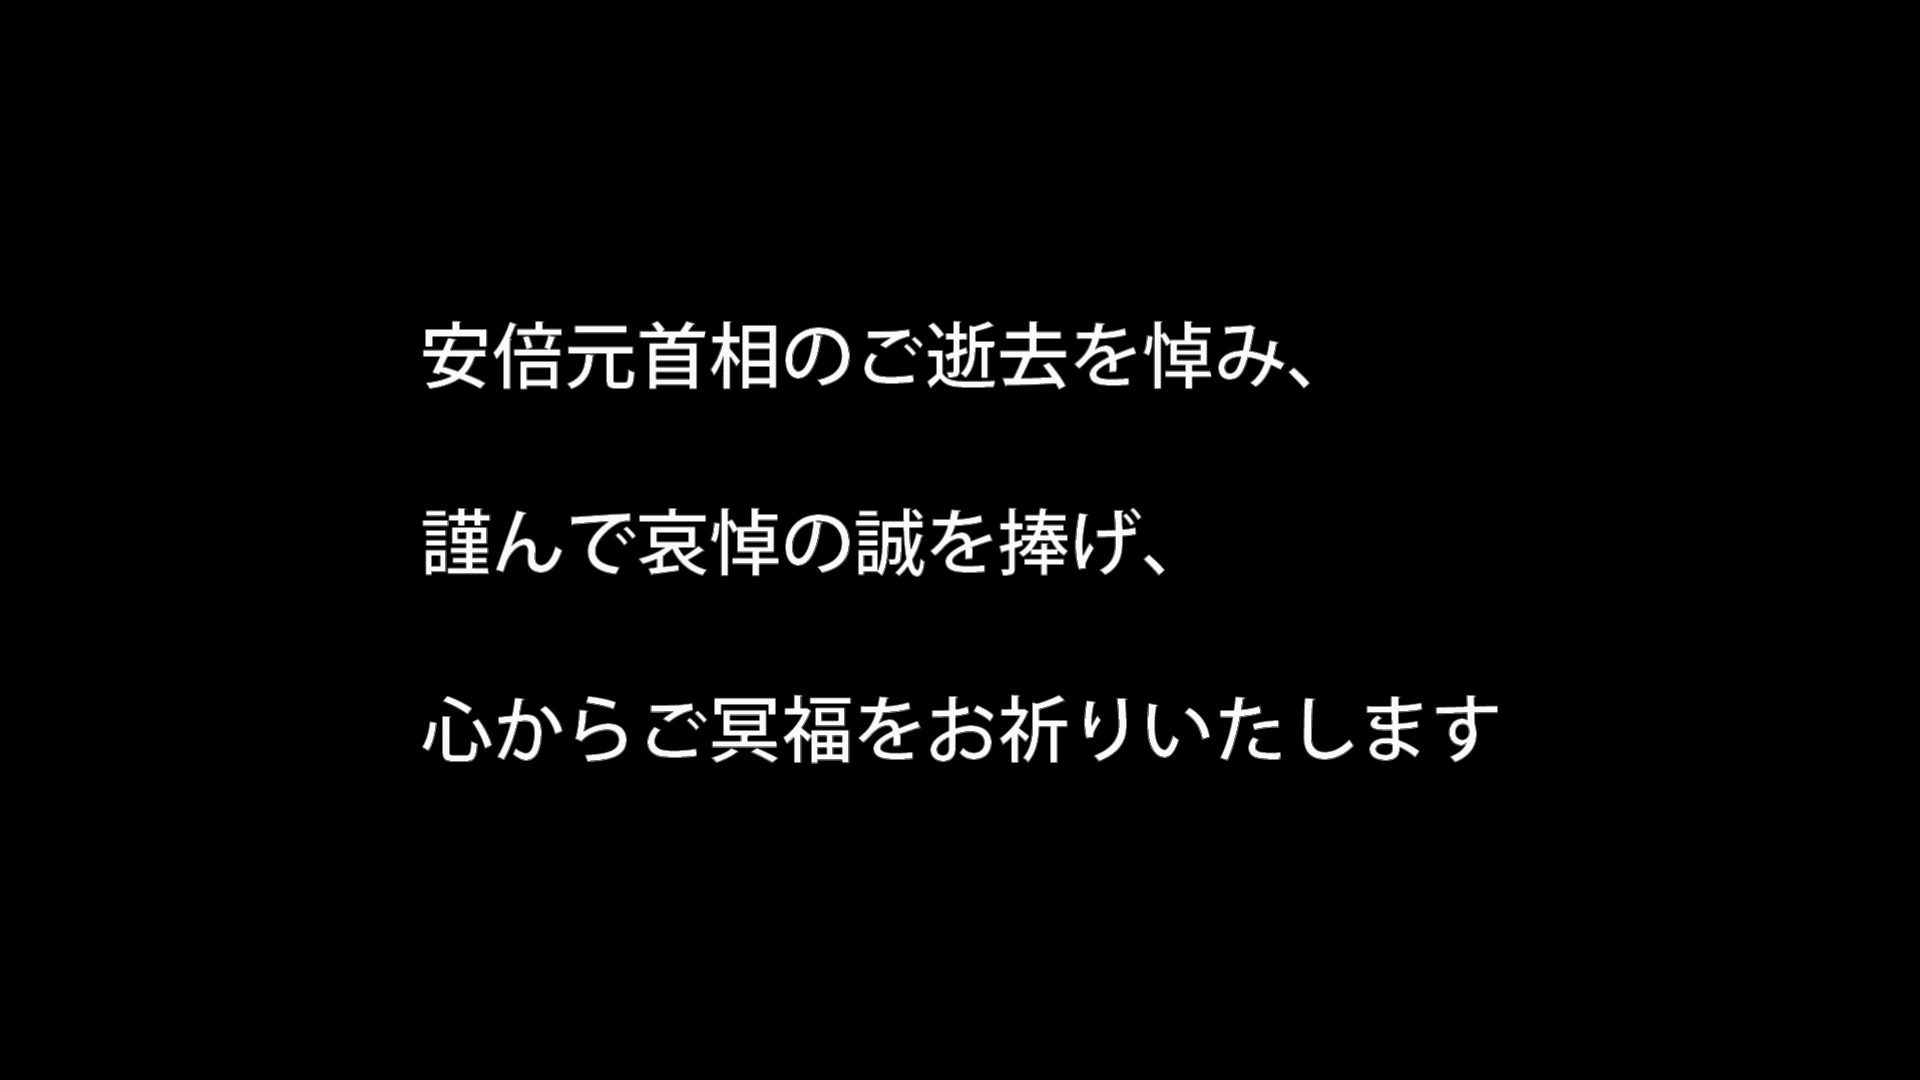 安倍元首相のご逝去を悼み、
謹んで哀悼の誠を捧げ、
心からご冥福をお祈りいたします